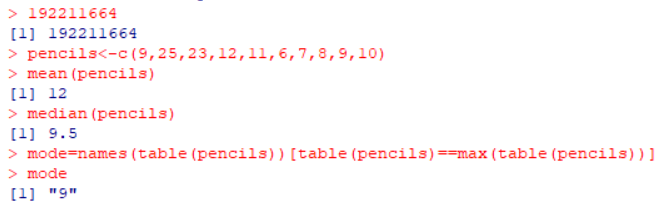 > 192211664
[1] 192211664
> pencils<-c(9,25,23,12,11,6,7,8,9,10)
> mean(pencils)
[1] 12
> median(pencils)
[1] 9.5
> mode=names(table(pencils))[table(pencils)==max(table(pencils))]
> mode
[1] "9"